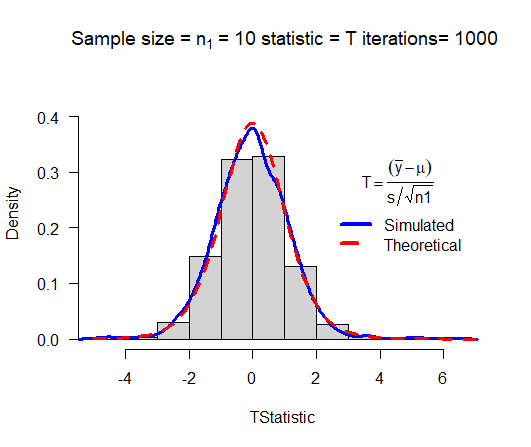 Sample size = n₁ = 10 statistic = T iterations= 1000
0.4
0.3
0.2
0.1
0.0
Density
T = (y̅−μ)
s/√n1
Simulated
Theoretical
-4 -2 0 2 4 6
TStatistic